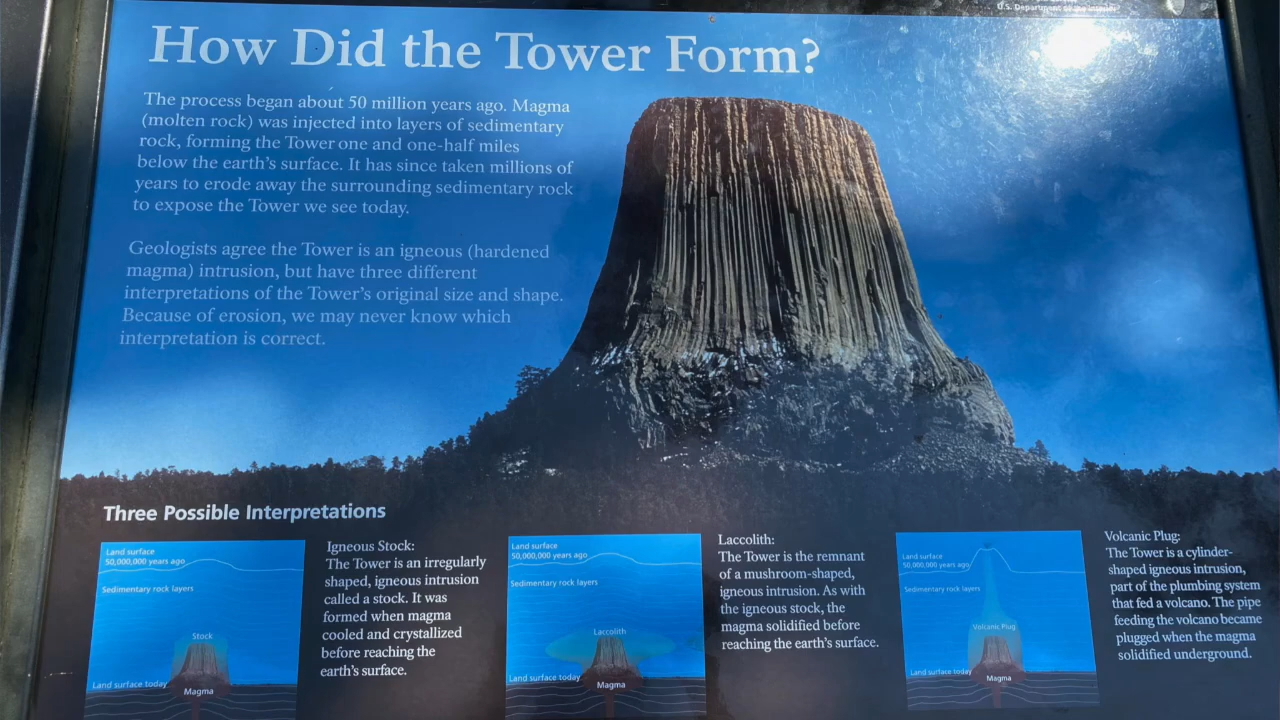 U.S. Department of the Interior
How Did the Tower Form?
The process began about 50 million years ago. Magma
(molten rock) was injected into layers of sedimentary
rock, forming the Tower one and one-half miles
below the earth's surface. It has since taken millions of
years to erode away the surrounding sedimentary rock
to expose the Tower we see today.
Geologists agree the Tower is an igneous (hardened
magma) intrusion, but have three different
interpretations of the Tower's original size and shape.
Because of erosion, we may never know which
interpretation is correct.
Three Possible Interpretations
Land surface
50,000,000 years ago
Sedimentary rock layers
Stock
Land surface today
Magma
Igneous Stock:
The Tower is an irregularly
shaped, igneous intrusion
called a stock. It was
formed when magma
cooled and crystallized
before reaching the
earth's surface.
Land surface
50,000,000 years ago
Sedimentary rock layers
Laccolith
Land surface today
Magma
Laccolith:
The Tower is the remnant
of a mushroom-shaped,
igneous intrusion. As with
the igneous stock, the
magma solidified before
reaching the earth's surface.
Land surface
50,000,000 years ago
Sedimentary rock layers
Volcanic Plug
Land surface today
Magma
Volcanic Plug:
The Tower is a cylinder-
shaped igneous intrusion,
part of the plumbing system
that fed a volcano. The pipe
feeding the volcano became
plugged when the magma
solidified underground.